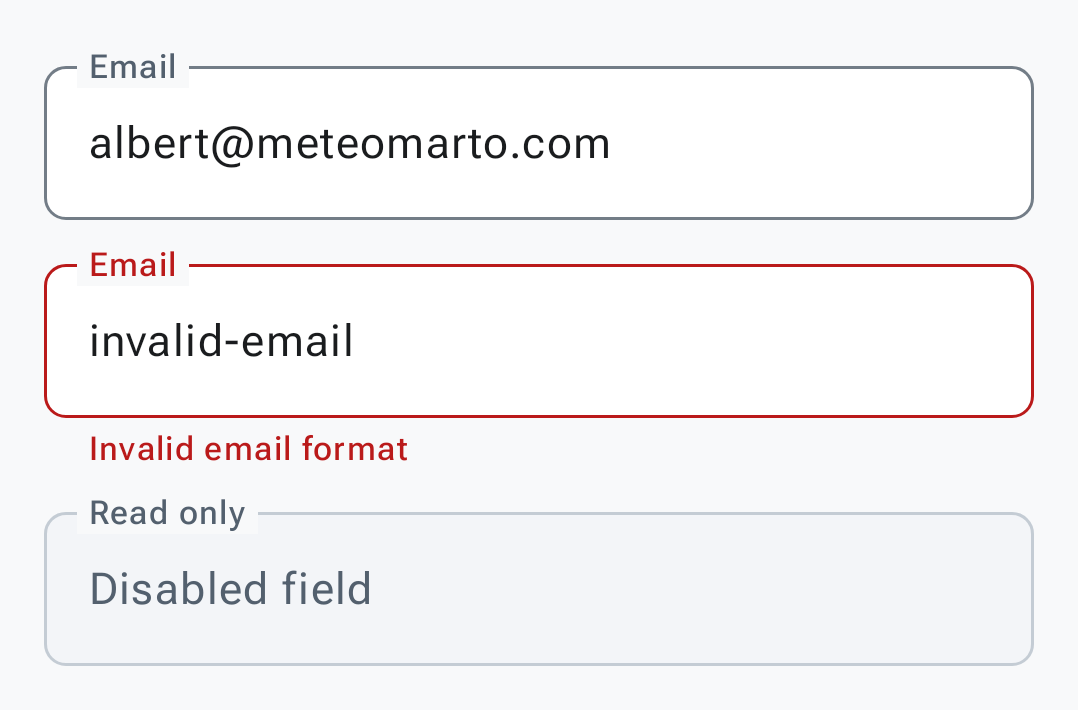 Email
albert@meteomarto.com
Email
invalid-email
Invalid email format
Read only
Disabled field